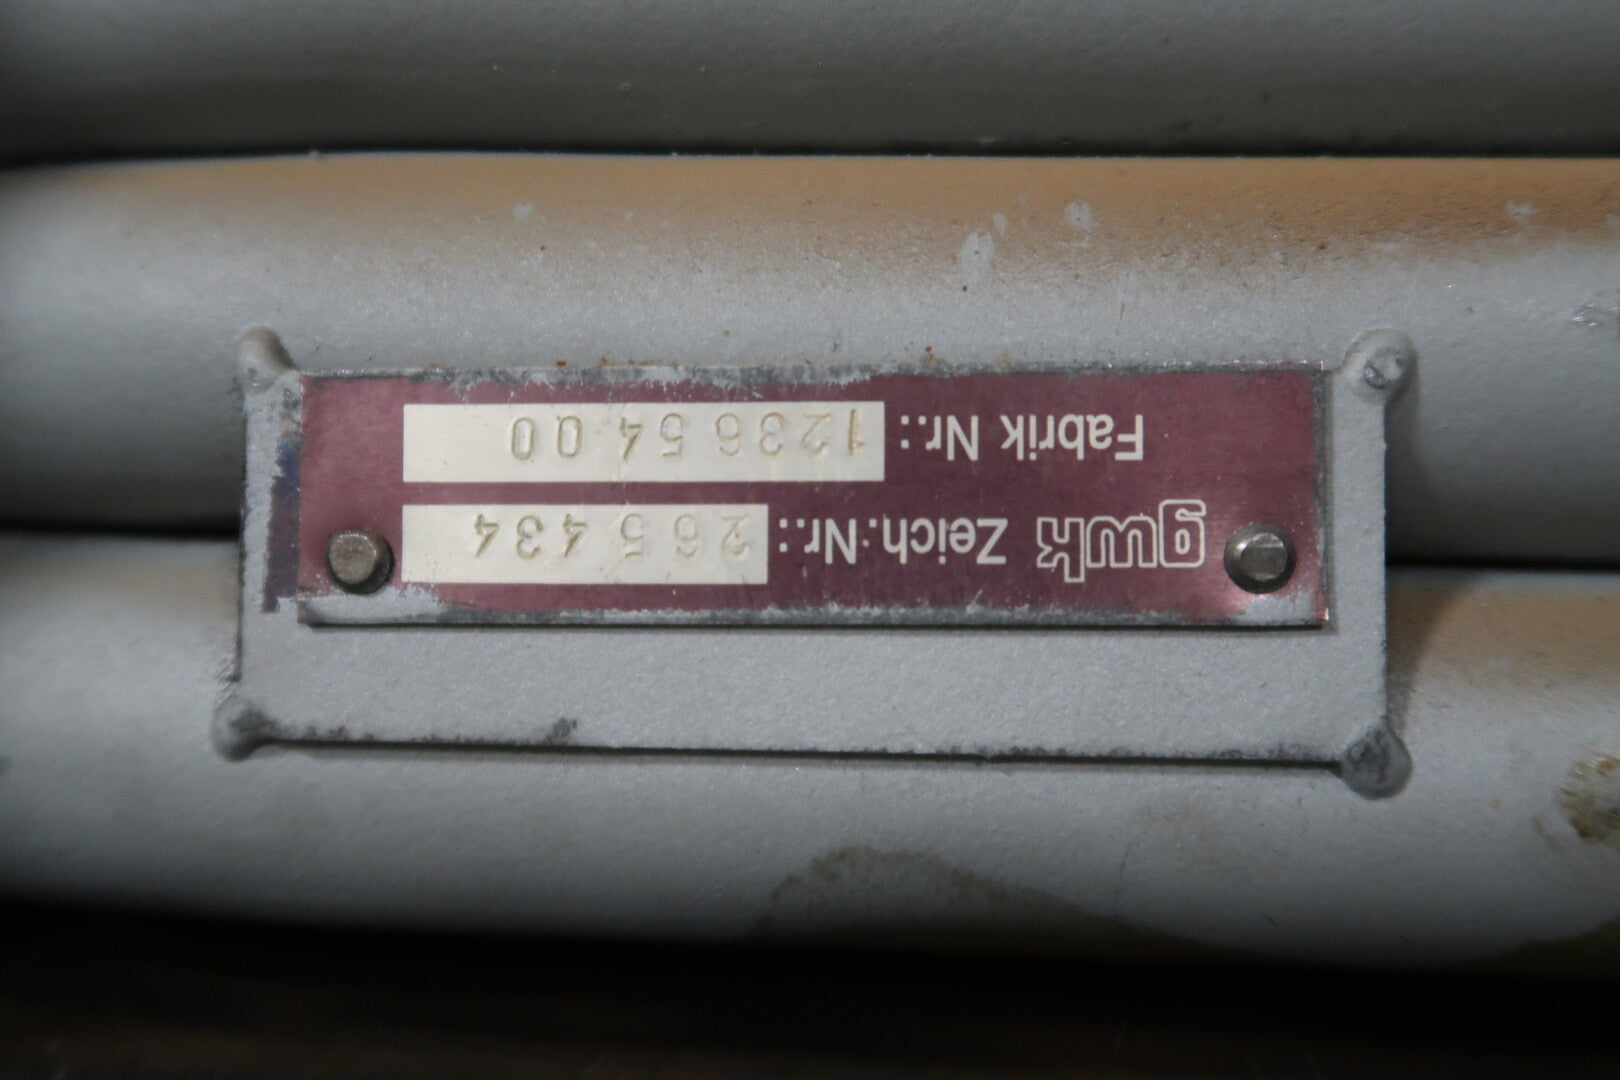 gwk Zeich.-Nr.: 265 434
Fabrik Nr.: 1236 54 00